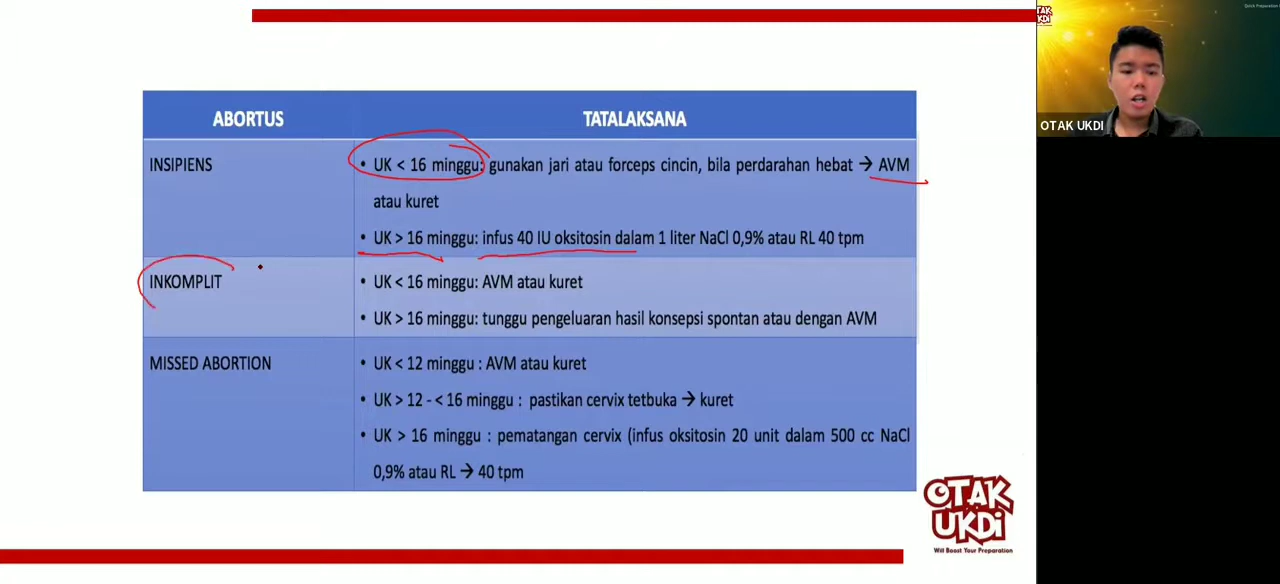 ABORTUS
TATALAKSANA
INSIPIENS
• UK < 16 minggu: gunakan jari atau forceps cincin, bila perdarahan hebat → AVM
atau kuret
• UK > 16 minggu: infus 40 IU oksitosin dalam 1 liter NaCl 0,9% atau RL 40 tpm
INKOMPLIT
• UK < 16 minggu: AVM atau kuret
• UK > 16 minggu: tunggu pengeluaran hasil konsepsi spontan atau dengan AVM
MISSED ABORTION
• UK < 12 minggu : AVM atau kuret
• UK > 12 - < 16 minggu : pastikan cervix tetbuka → kuret
• UK > 16 minggu : pematangan cervix (infus oksitosin 20 unit dalam 500 cc NaCl
0,9% atau RL → 40 tpm
OTAK
UKDI
Will Boost Your Preparation
OTAK
UKDI
Quick Preparation
OTAK UKDI